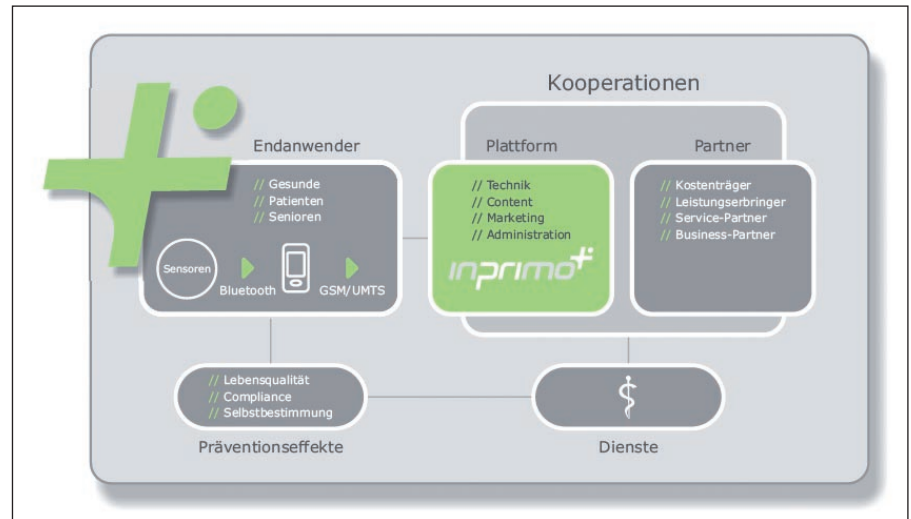 Kooperationen
Endanwender
// Gesunde
// Patienten
// Senioren
Sensoren
Bluetooth
GSM/UMTS
Plattform
// Technik
// Content
// Marketing
// Administration
inprimo
Partner
// Kostenträger
// Leistungserbringer
// Service-Partner
// Business-Partner
// Lebensqualität
// Compliance
// Selbstbestimmung
Präventionseffekte
Dienste